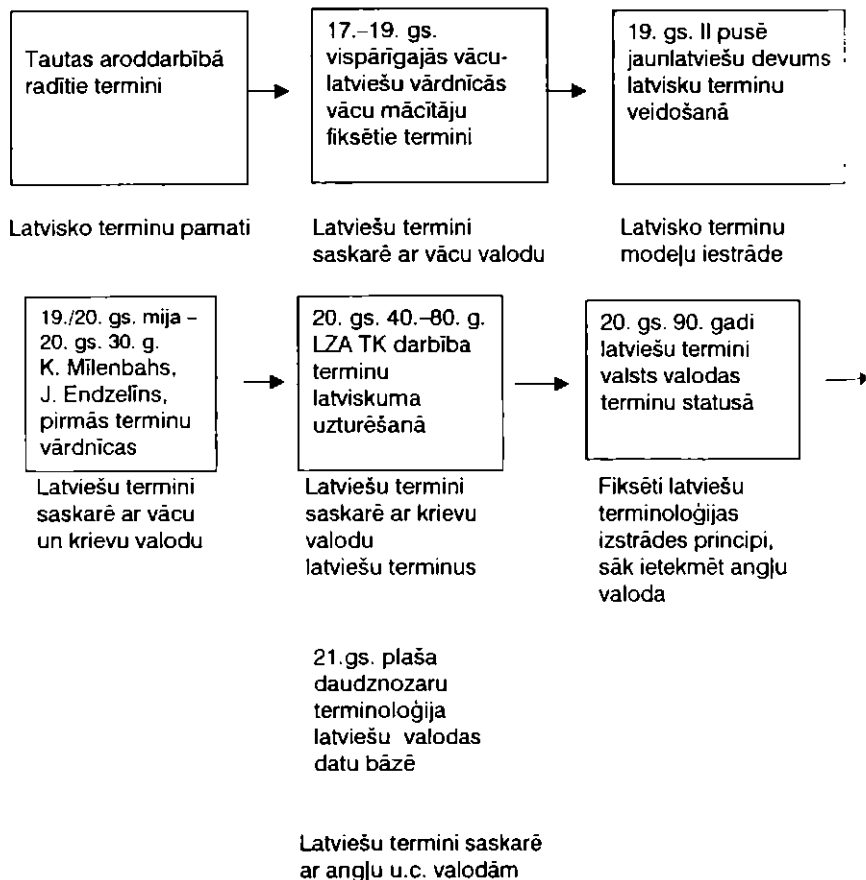 Tautas aroddarbībā
radītie termini
17.–19. gs.
vispārīgajās vācu-
latviešu vārdnīcās
vācu mācītāju
fiksētie termini
19. gs. II pusē
jaunlatviešu devums
latvisku terminu
veidošanā
Latvisko terminu pamati
Latviešu termini
saskarē ar vācu valodu
Latvisko terminu
modeļu iestrāde
19./20. gs. mija –
20. gs. 30. g.
K. Mīlenbahs,
J. Endzelīns,
pirmās terminu
vārdnīcas
20. gs. 40.–80. g.
LZA TK darbība
terminu
latviskuma
uzturēšanā
20. gs. 90. gadi
latviešu termini
valsts valodas
terminu statusā
Latviešu termini
saskarē ar vācu
un krievu valodu
Latviešu termini
saskarē ar krievu
valodu
latviešu terminus
Fiksēti latviešu
terminoloģijas
izstrādes principi,
sāk ietekmēt angļu
valoda
21.gs. plaša
daudznozaru
terminoloģija
latviešu valodas
datu bāzē
Latviešu termini saskarē
ar angļu u.c. valodām